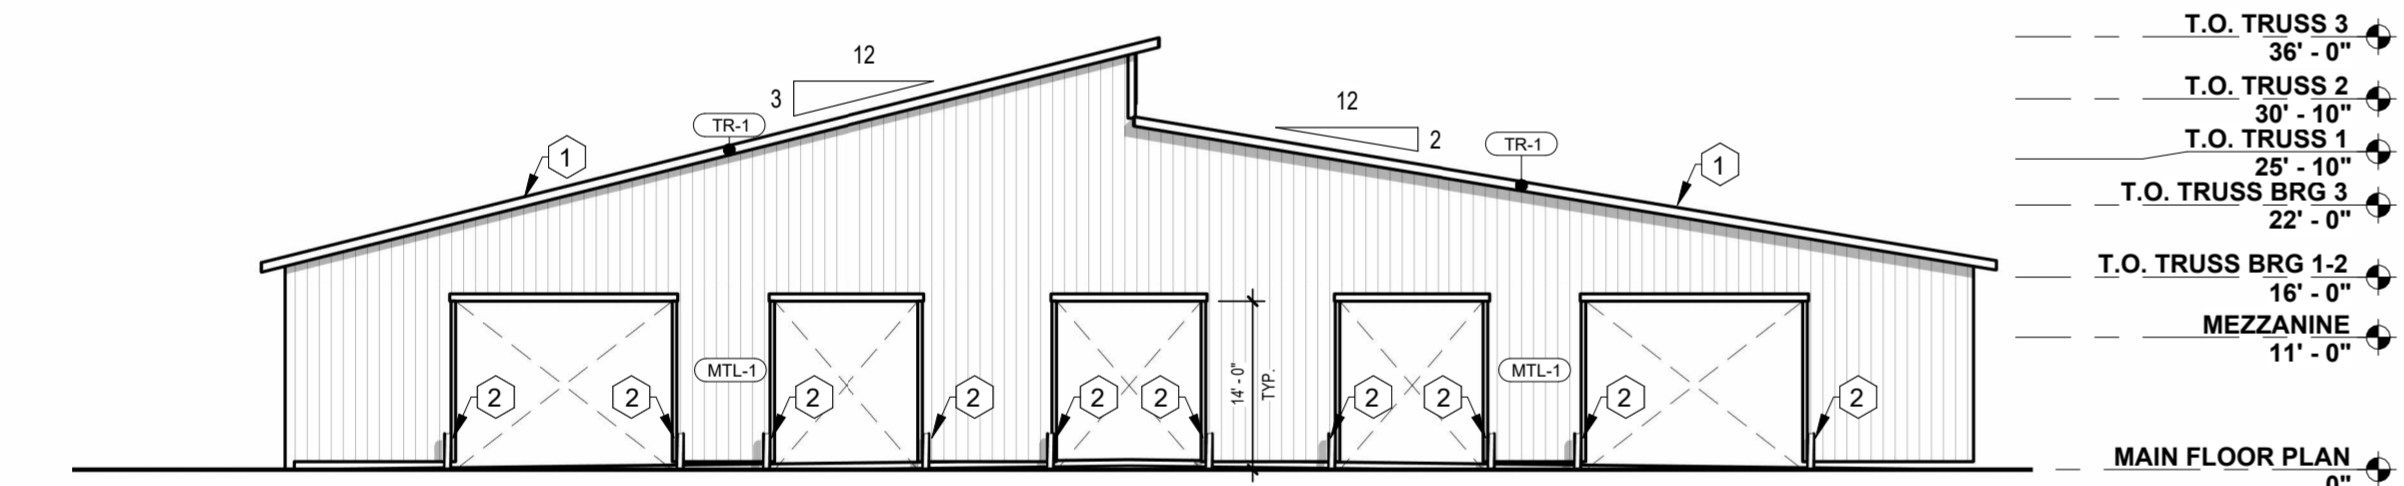 T.O. TRUSS 3
36' - 0"
12
3
T.O. TRUSS 2
30' - 10"
12
2
TR-1
1
T.O. TRUSS 1
25' - 10"
TR-1
1
T.O. TRUSS BRG 3
22' - 0"
T.O. TRUSS BRG 1-2
16' - 0"
MEZZANINE
11' - 0"
MTL-1
14' - 0"
TYP.
MTL-1
2
2
2
2
2
2
2
2
2
2
MAIN FLOOR PLAN
0"